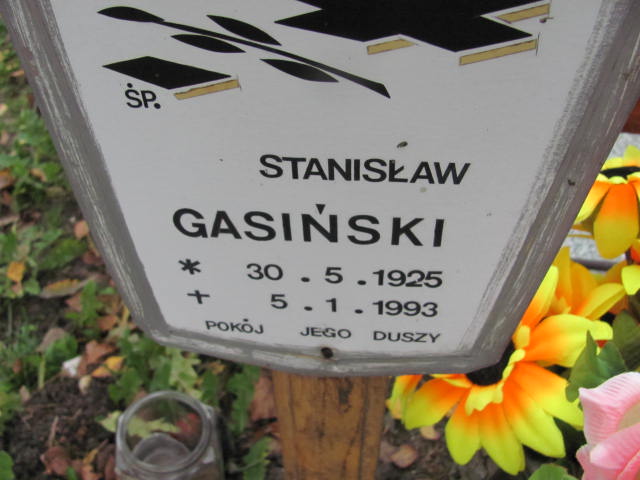 ŚP.
STANISŁAW
GASIŃSKI
* 30.5.1925
+ 5.1.1993
POKÓJ JEGO DUSZY